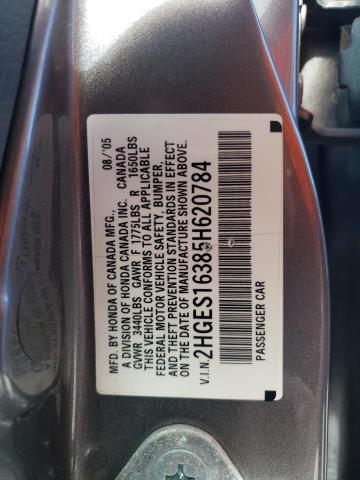 MFD. BY HONDA OF CANADA MFG., 08/'05
A DIVISION OF HONDA CANADA INC. CANADA
GVWR 3440LBS GAWR F 1775LBS R 1650LBS
THIS VEHICLE CONFORMS TO ALL APPLICABLE
FEDERAL MOTOR VEHICLE SAFETY, BUMPER,
AND THEFT PREVENTION STANDARDS IN EFFECT
ON THE DATE OF MANUFACTURE SHOWN ABOVE.
V.I.N. 2HGES16385H620784
PASSENGER CAR